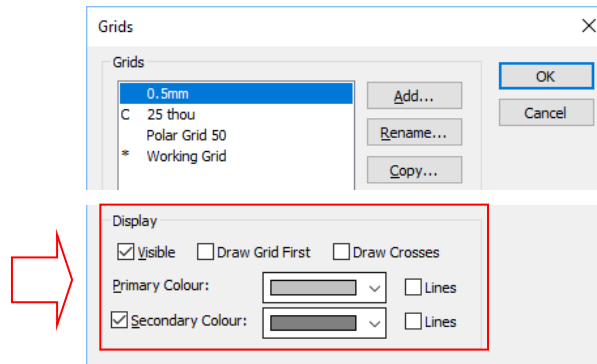 Grids
Grids
0.5mm
C 25 thou
Polar Grid 50
* Working Grid
Add...
Rename...
Copy...
OK
Cancel
Display
Visible Draw Grid First Draw Crosses
Primary Colour: Lines
Secondary Colour: Lines